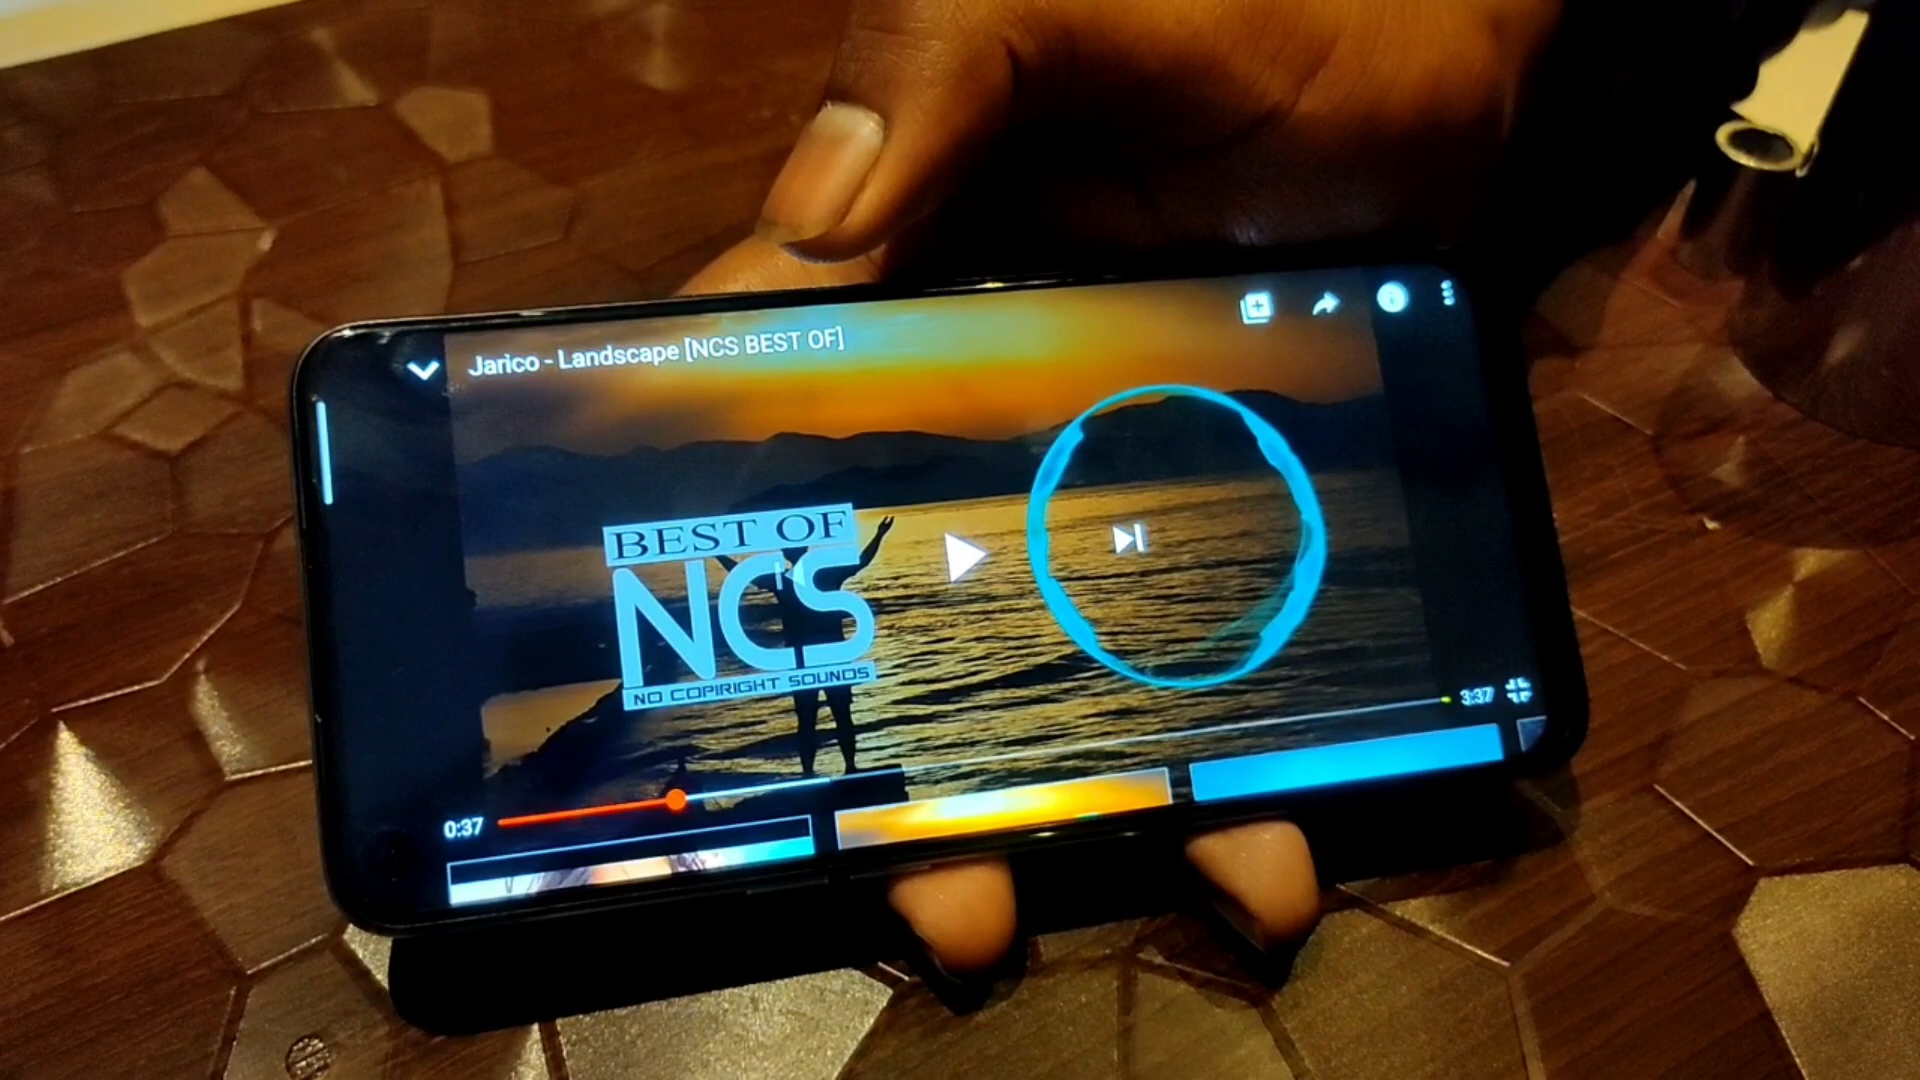 Jarico - Landscape [NCS BEST OF]
BEST OF
NCS
NO COPIRIGHT SOUNDS
0:37
3:37